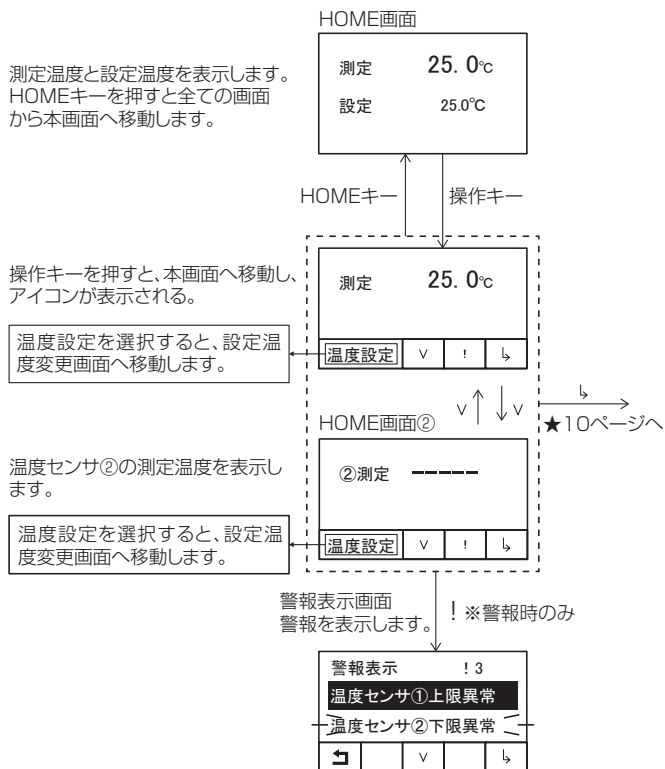 HOME画面
測定 25.0℃
設定 25.0℃
測定温度と設定温度を表示します。
HOMEキーを押すと全ての画面
から本画面へ移動します。
HOMEキー
操作キー
操作キーを押すと、本画面へ移動し、
アイコンが表示される。
測定 25.0℃
温度設定 ∨ ! ↳
温度設定を選択すると、設定温
度変更画面へ移動します。
∨ ∨
↳
★10ページへ
HOME画面②
②測定 -----
温度設定 ∨ ! ↳
温度センサ②の測定温度を表示し
ます。
温度設定を選択すると、設定温
度変更画面へ移動します。
警報表示画面
警報を表示します。
! ※警報時のみ
警報表示 !3
温度センサ①上限異常
温度センサ②下限異常
⮌ ∨ ↳